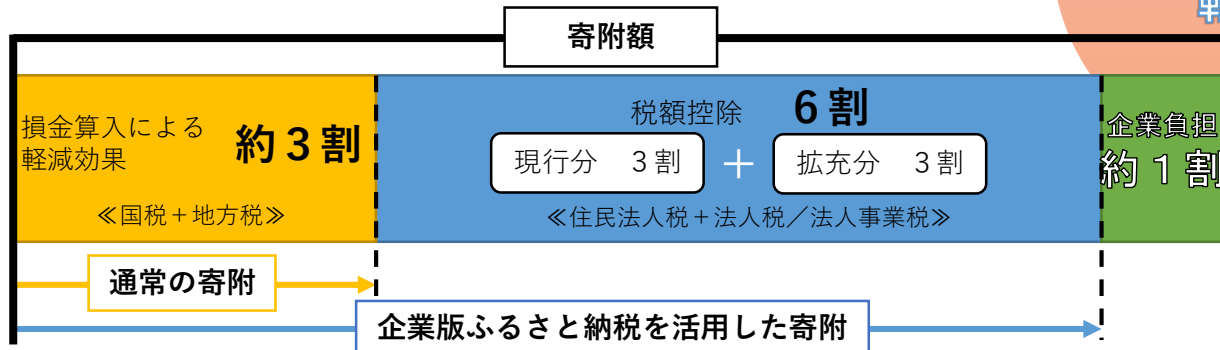 寄附額
損金算入による
軽減効果
約３割
≪国税＋地方税≫
税額控除　６割
現行分　３割 ＋ 拡充分　３割
≪住民法人税＋法人税／法人事業税≫
企業負担
約１割
通常の寄附
企業版ふるさと納税を活用した寄附